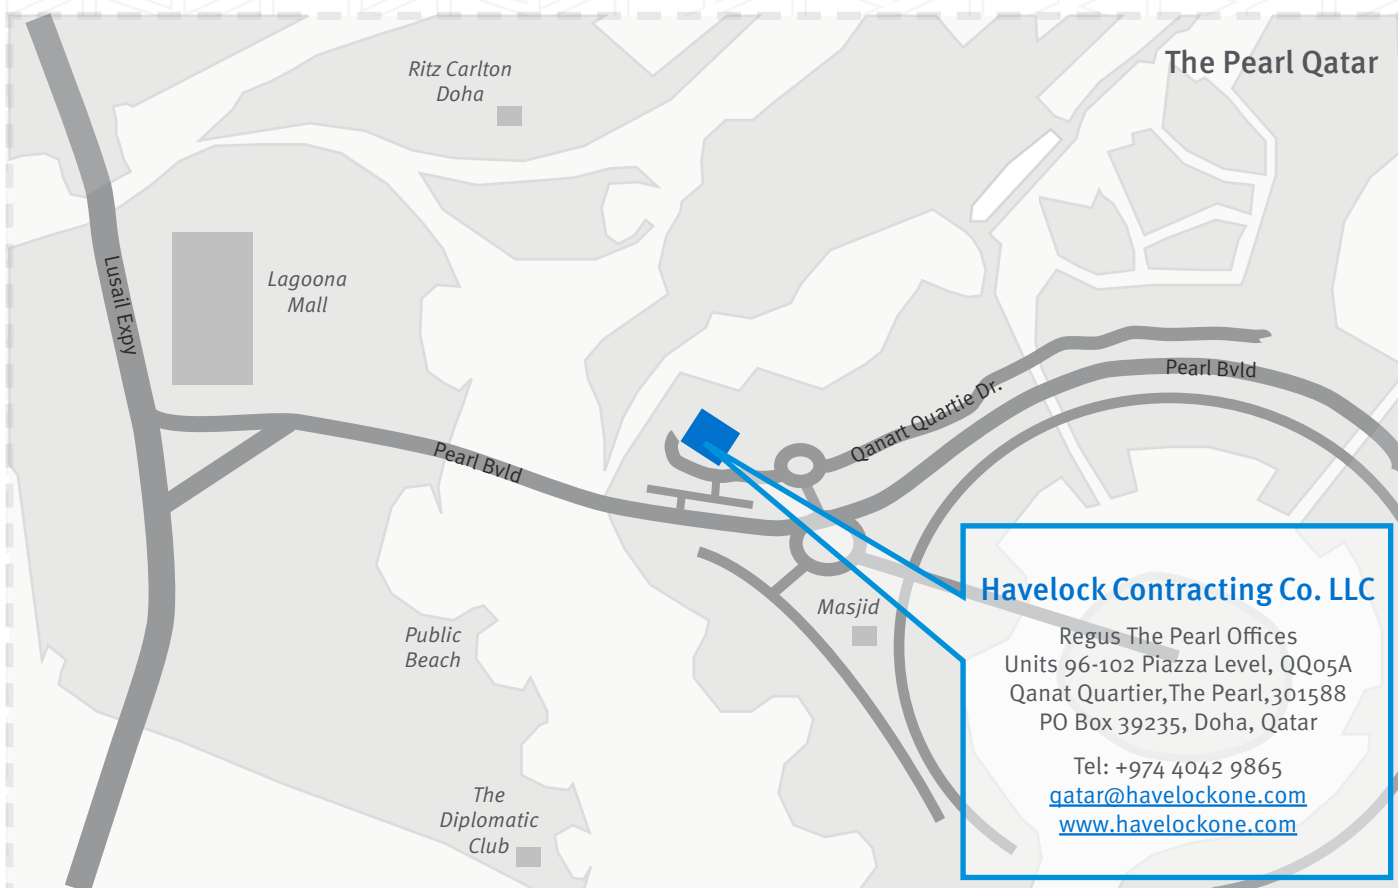 The Pearl Qatar
Ritz Carlton
Doha
Lusail Expy
Lagoona
Mall
Pearl Bvld
Qanart Quartie Dr.
Pearl Bvld
Masjid
Public
Beach
The
Diplomatic
Club
Havelock Contracting Co. LLC
Regus The Pearl Offices
Units 96-102 Piazza Level, QQ05A
Qanat Quartier,The Pearl,301588
PO Box 39235, Doha, Qatar
Tel: +974 4042 9865
qatar@havelockone.com
www.havelockone.com